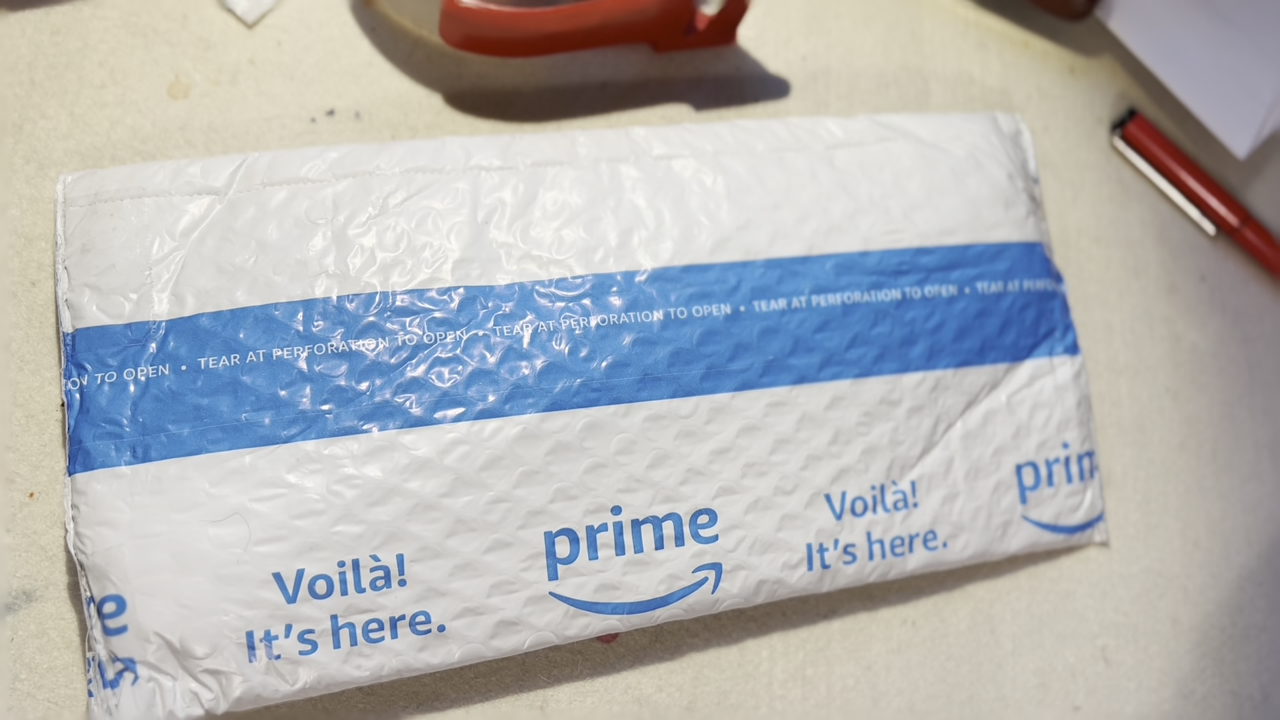 ON TO OPEN • TEAR AT PERFORATION TO OPEN • TEAR AT PERFORATION TO OPEN • TEAR AT PERFORATION TO OPEN • TEAR AT PERFO
Voilà!
It's here.
prime
Voilà!
It's here.
prim
e